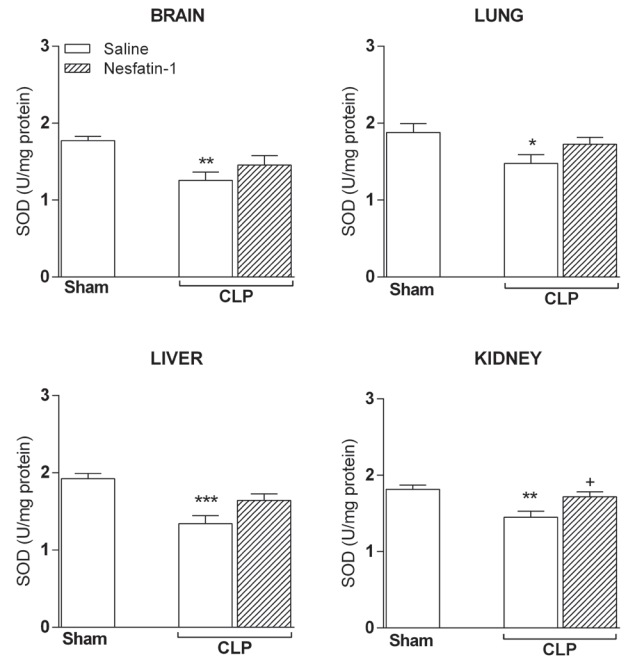 BRAIN
SOD (U/mg protein)
3
2
1
0
Saline
Nesfatin-1
**
Sham
CLP
LUNG
SOD (U/mg protein)
3
2
1
0
*
Sham
CLP
LIVER
SOD (U/mg protein)
3
2
1
0
***
Sham
CLP
KIDNEY
SOD (U/mg protein)
3
2
1
0
**
+
Sham
CLP